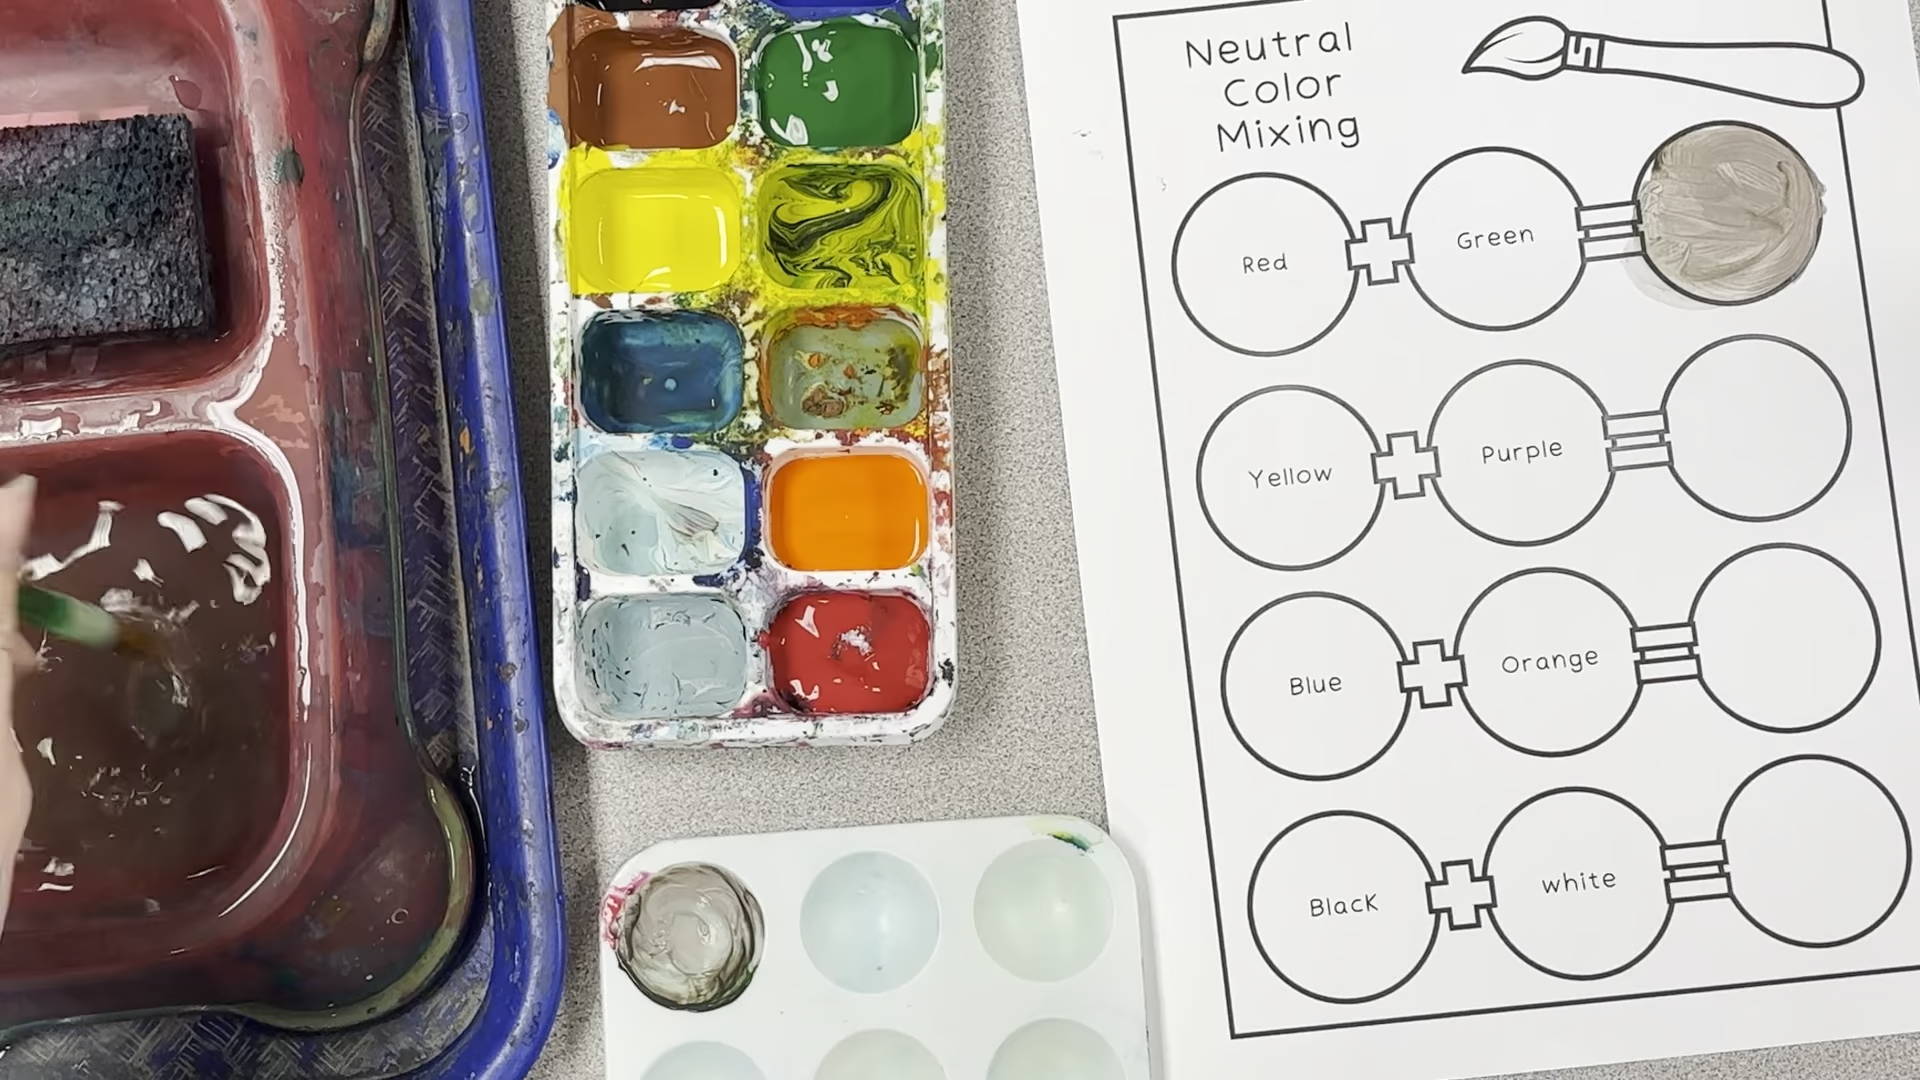 Neutral
Color
Mixing
Red
Green
Yellow
Purple
Blue
Orange
Black
white